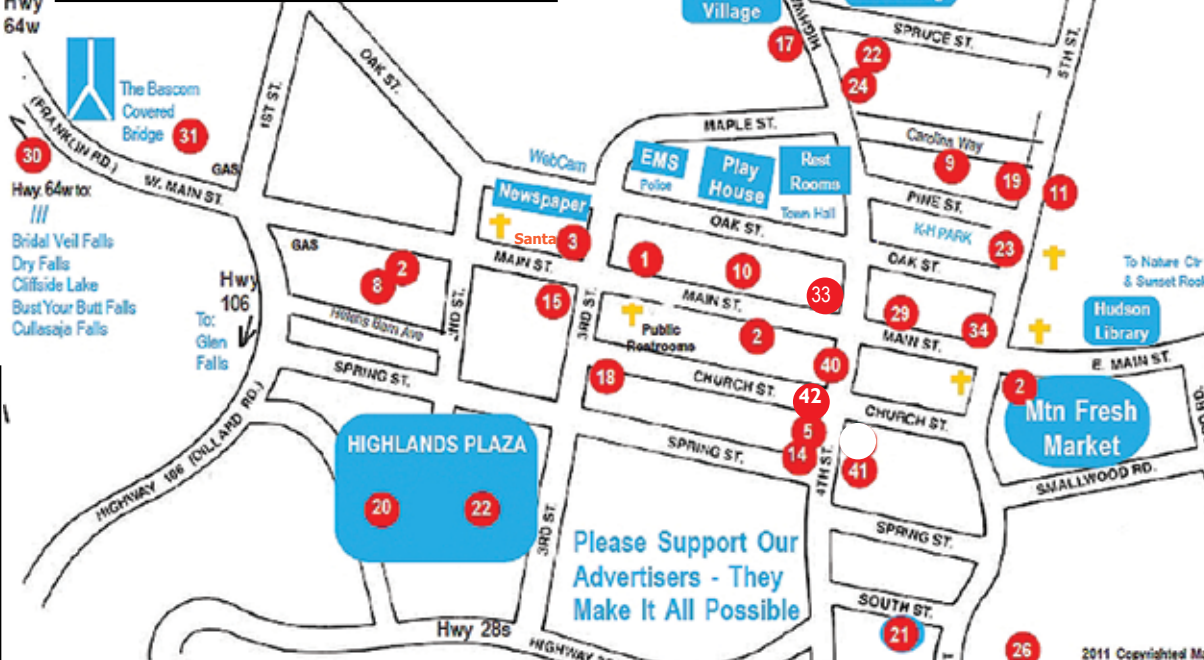 Hwy
64w
Village
17
SPRUCE ST.
5TH ST.
22
24
The Bascom
Covered
Bridge
31
30
(FRANKLIN RD.)
GAS
W. MAIN ST.
1ST ST.
OAK ST.
MAPLE ST.
Carolina Way
9
19
11
WebCam
EMS
Police
Play
House
Rest
Rooms
Town Hall
PINE ST.
K-H PARK
23
Newspaper
Santa
3
OAK ST.
OAK ST.
Hwy. 64w to:
///
Bridal Veil Falls
Dry Falls
Cliffside Lake
Bust Your Butt Falls
Cullasaja Falls
GAS
2
8
MAIN ST.
1
10
33
29
34
To Nature Ctr
& Sunset Rock
Hudson
Library
Hwy
106
To:
Glen
Falls
Helen's Barn Ave
2ND ST.
15
3RD ST.
MAIN ST.
Public
Restrooms
2
MAIN ST.
E. MAIN ST.
SPRING ST.
18
CHURCH ST.
40
42
5
14
CHURCH ST.
41
2
Mtn Fresh
Market
SMALLWOOD RD.
HIGHWAY 106 (DILLARD RD.)
HIGHLANDS PLAZA
20
22
3RD ST.
SPRING ST.
4TH ST.
SPRING ST.
Please Support Our
Advertisers - They
Make It All Possible
SOUTH ST.
21
Hwy 28s
26
2011 Copyrighted